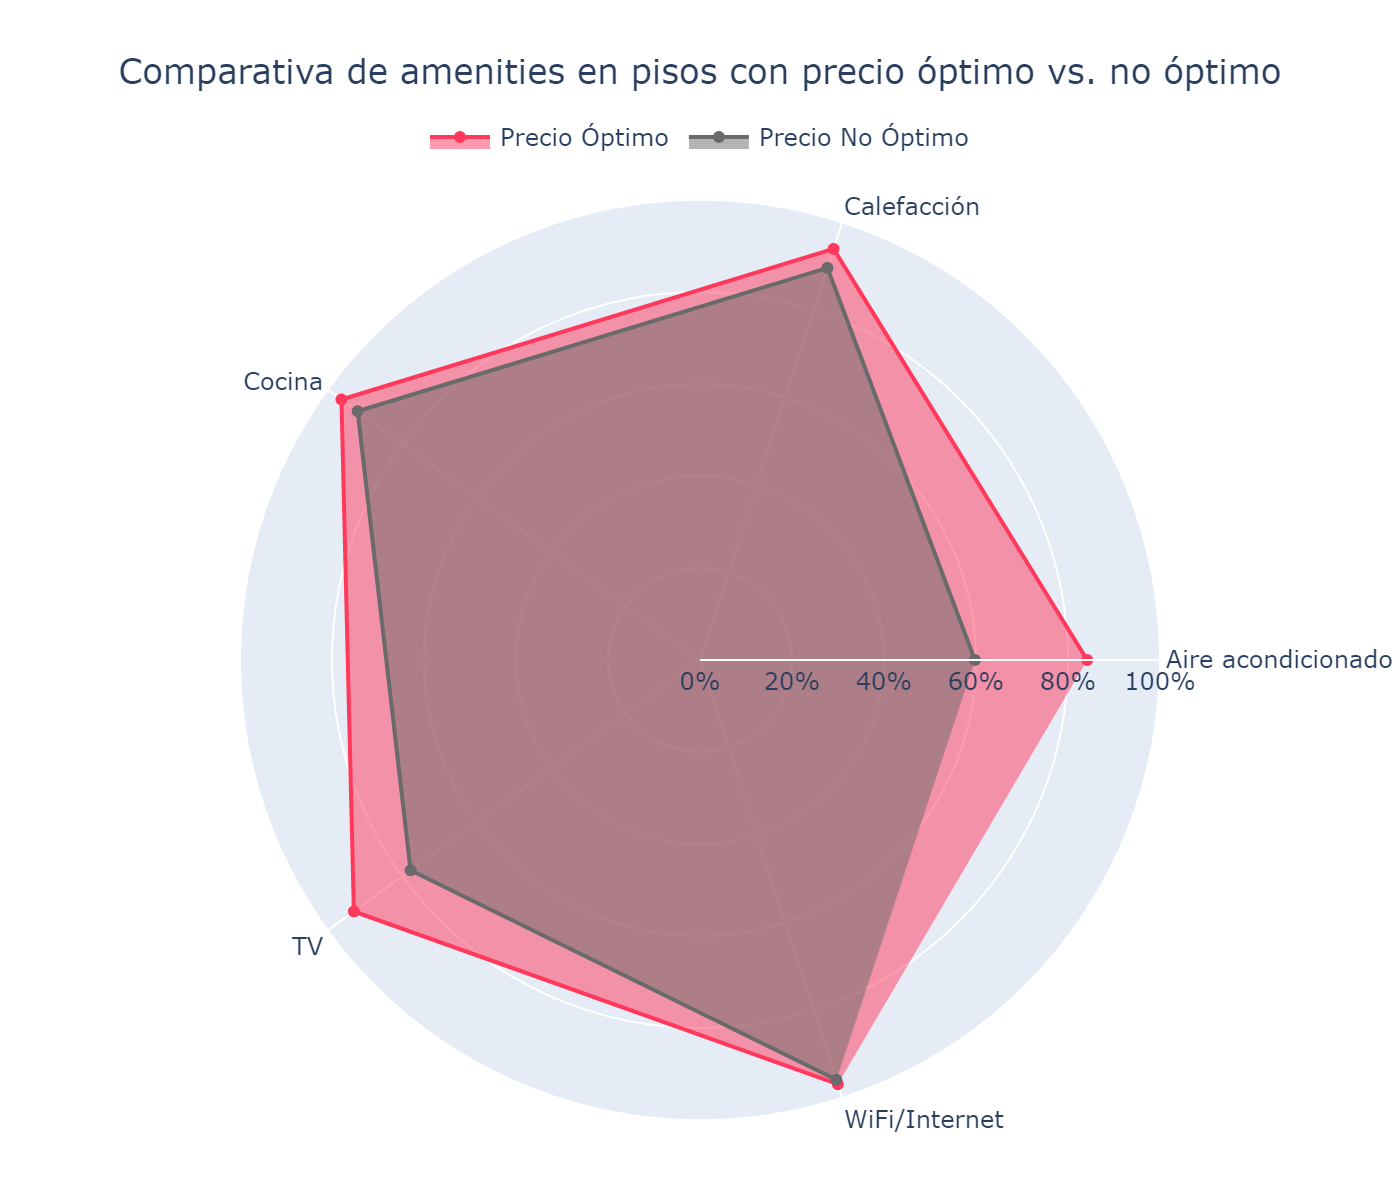 Comparativa de amenities en pisos con precio óptimo vs. no óptimo
Precio Óptimo
Precio No Óptimo
Calefacción
Cocina
Aire acondicionado
0%
20%
40%
60%
80%
100%
TV
WiFi/Internet